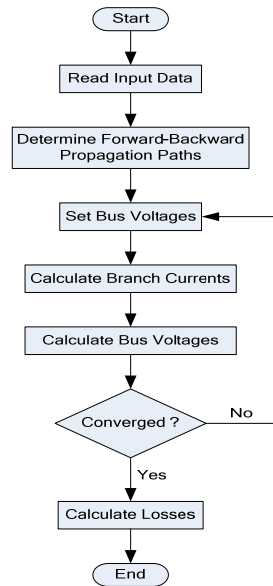 Start
Read Input Data
Determine Forward-Backward
Propagation Paths
Set Bus Voltages
Calculate Branch Currents
Calculate Bus Voltages
Converged ?
No
Yes
Calculate Losses
End